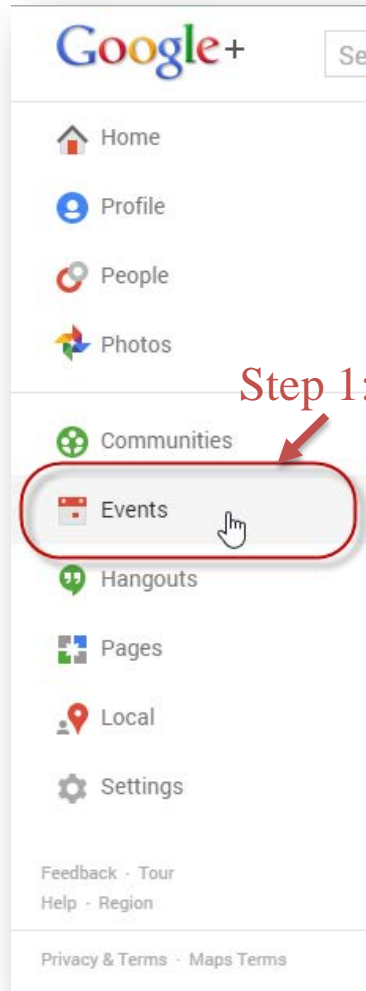 Google+
Se
Home
Profile
People
Photos
Step 1:
Communities
Events
Hangouts
Pages
Local
Settings
Feedback · Tour
Help · Region
Privacy & Terms · Maps Terms